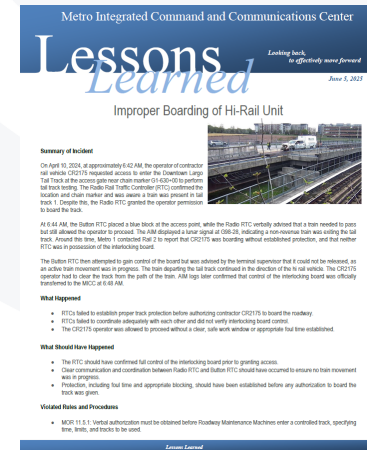 Metro Integrated Command and Communications Center
Lessons
Learned
Looking back,
to effectively move forward
June 5, 2025
Improper Boarding of Hi-Rail Unit
Summary of Incident
On April 10, 2024, at approximately 6:42 AM, the operator of contractor
rail vehicle CR2175 requested access to enter the Downtown Largo
Tail Track at the access gate near chain marker G1-630+00 to perform
tail track testing. The Radio Rail Traffic Controller (RTC) confirmed the
location and chain marker and was aware a train was present in tail
track 1. Despite this, the Radio RTC granted the operator permission
to board the track.
At 6:44 AM, the Button RTC placed a blue block at the access point, while the Radio RTC verbally advised that a train needed to pass
but still allowed the operator to proceed. The AIM displayed a lunar signal at G98-28, indicating a non-revenue train was exiting the tail
track. Around this time, Metro 1 contacted Rail 2 to report that CR2175 was boarding without established protection, and that neither
RTC was in possession of the interlocking board.
The Button RTC then attempted to gain control of the board but was advised by the terminal supervisor that it could not be released, as
an active train movement was in progress. The train departing the tail track continued in the direction of the hi rail vehicle. The CR2175
operator had to clear the track from the path of the train. AIM logs later confirmed that control of the interlocking board was officially
transferred to the MICC at 6:48 AM.
What Happened
• RTCs failed to establish proper track protection before authorizing contractor CR2175 to board the roadway.
• RTCs failed to coordinate adequately with each other and did not verify interlocking board control.
• The CR2175 operator was allowed to proceed without a clear, safe work window or appropriate foul time established.
What Should Have Happened
• The RTC should have confirmed full control of the interlocking board prior to granting access.
• Clear communication and coordination between Radio RTC and Button RTC should have occurred to ensure no train movement
was in progress.
• Protection, including foul time and appropriate blocking, should have been established before any authorization to board the
track was given.
Violated Rules and Procedures
• MOR 11.5.1: Verbal authorization must be obtained before Roadway Maintenance Machines enter a controlled track, specifying
time, limits, and tracks to be used.
Lessons Learned